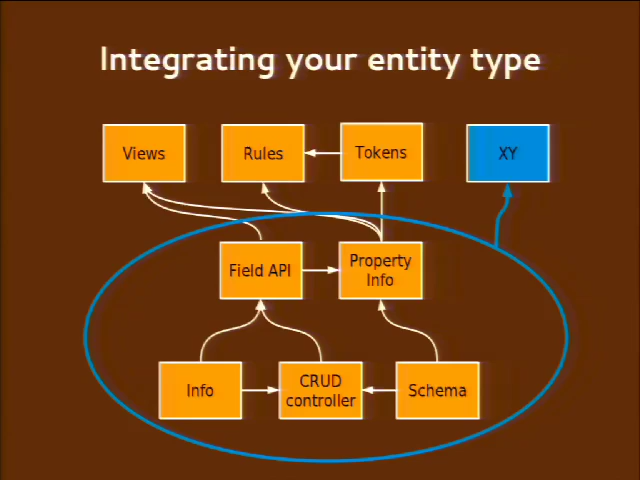 Integrating your entity type
Views
Rules
Tokens
XY
Field API
Property
Info
Info
CRUD
controller
Schema